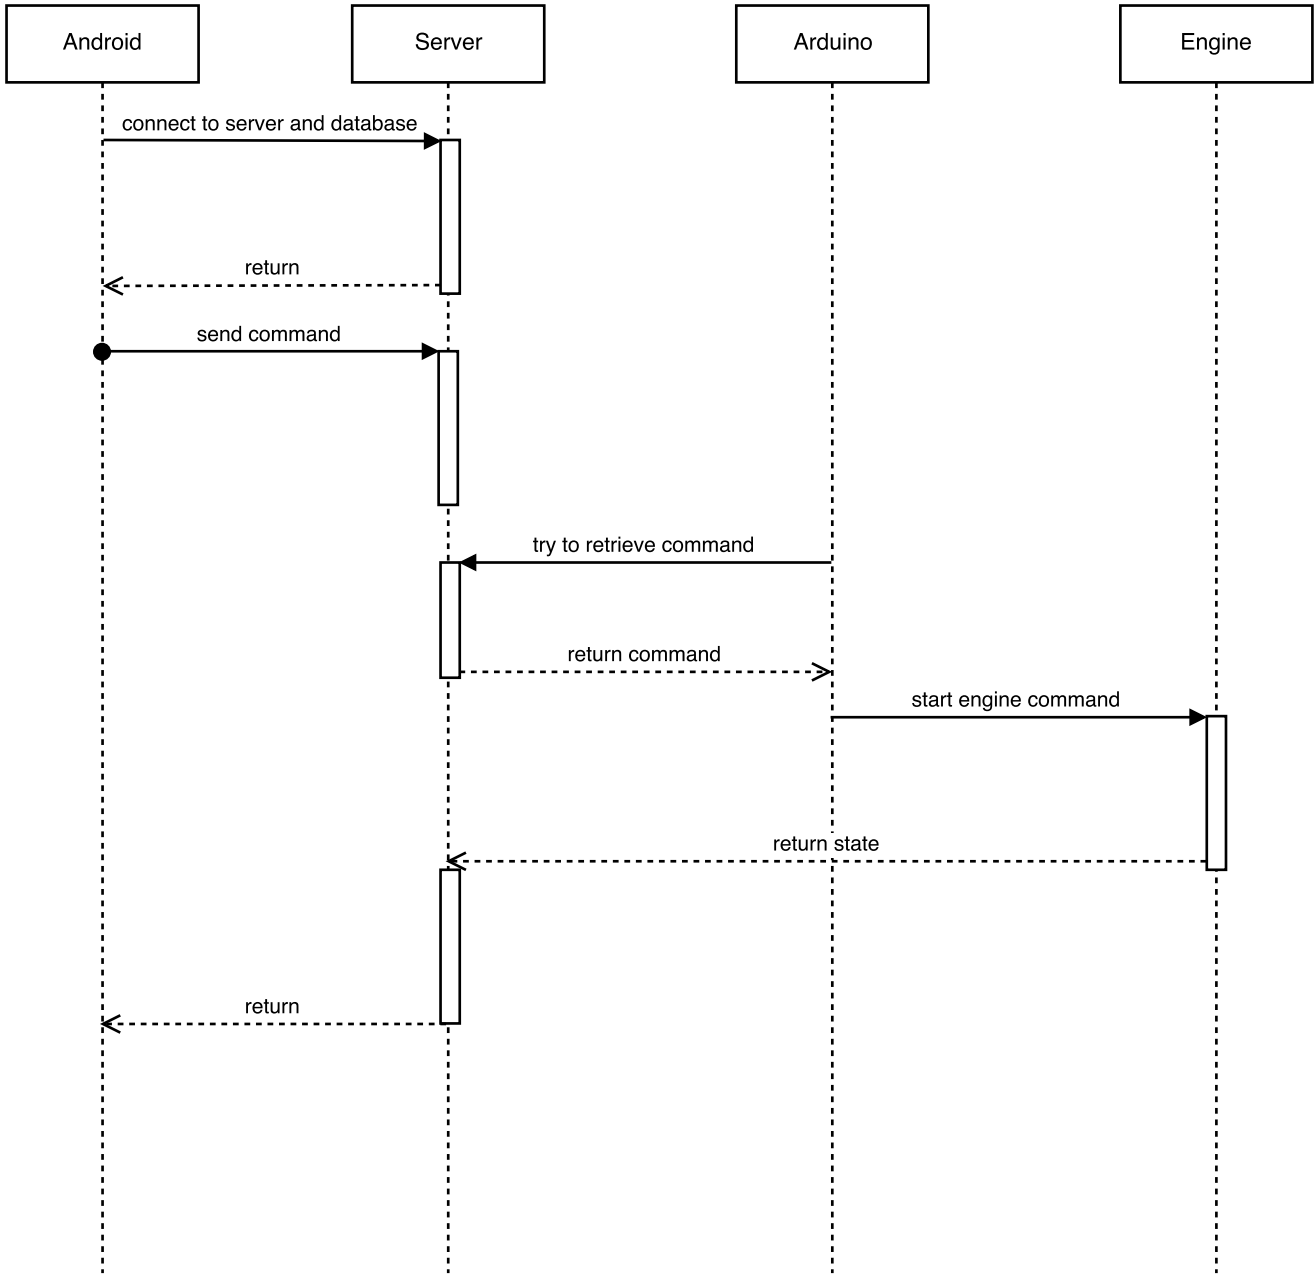 Android
Server
Arduino
Engine
connect to server and database
return
send command
try to retrieve command
return command
start engine command
return state
return